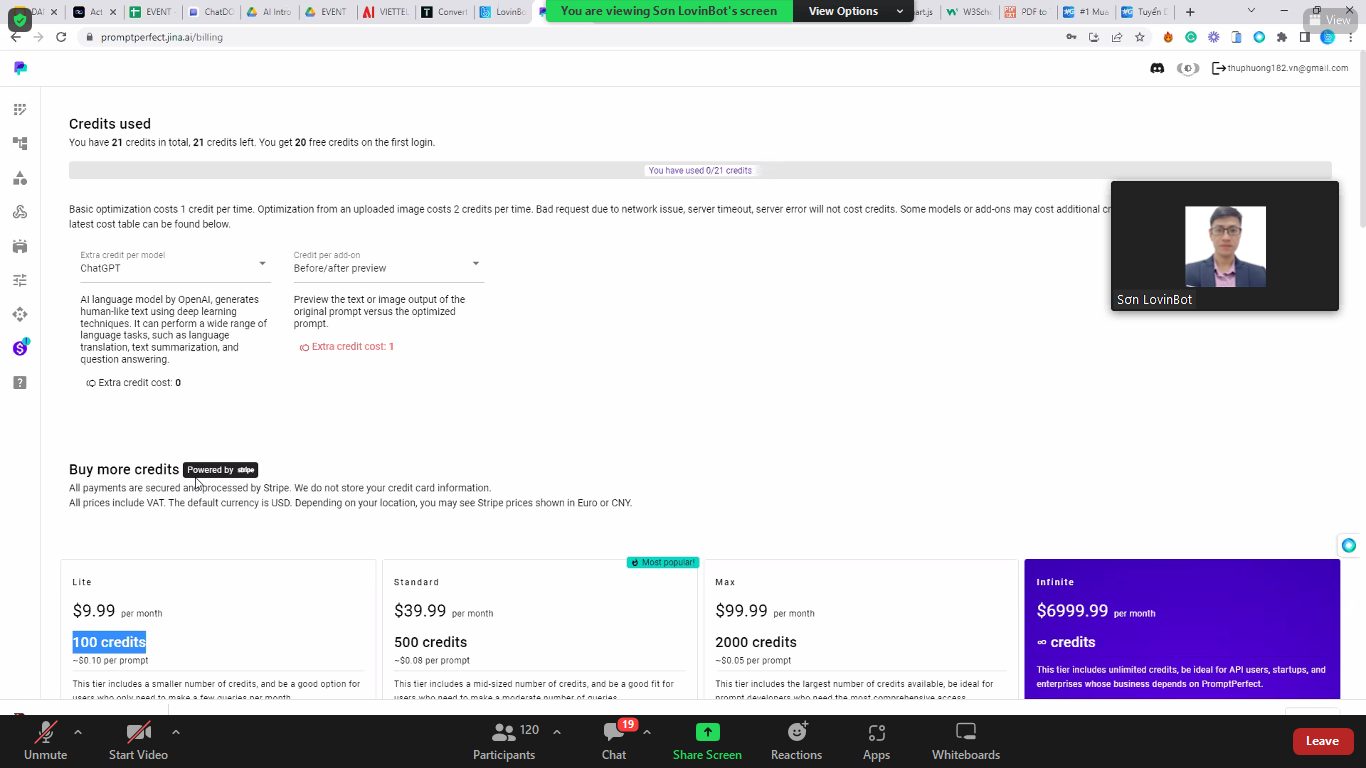 DA
Act
EVENT
ChatDO
AI Intro
EVENT
VIETTEL
Convert
LovinBo
You are viewing Sơn LovinBot's screen
View Options
art.js
W3Scho
PDF to
#1 Mua
Tuyển D
View
promptperfect.jina.ai/billing
thuphuong182.vn@gmail.com
Credits used
You have 21 credits in total, 21 credits left. You get 20 free credits on the first login.
You have used 0/21 credits
Basic optimization costs 1 credit per time. Optimization from an uploaded image costs 2 credits per time. Bad request due to network issue, server timeout, server error will not cost credits. Some models or add-ons may cost additional cr
latest cost table can be found below.
Extra credit per model
ChatGPT
AI language model by OpenAI, generates
human-like text using deep learning
techniques. It can perform a wide range of
language tasks, such as language
translation, text summarization, and
question answering.
Extra credit cost: 0
Credit per add-on
Before/after preview
Preview the text or image output of the
original prompt versus the optimized
prompt.
Extra credit cost: 1
Sơn LovinBot
Buy more credits Powered by stripe
All payments are secured and processed by Stripe. We do not store your credit card information.
All prices include VAT. The default currency is USD. Depending on your location, you may see Stripe prices shown in Euro or CNY.
Lite
$9.99 per month
100 credits
~$0.10 per prompt
This tier includes a smaller number of credits, and be a good option for
users who only need to make a few queries per month.
Most popular!
Standard
$39.99 per month
500 credits
~$0.08 per prompt
This tier includes a mid-sized number of credits, and be a good fit for
users who need to make a moderate number of queries.
Max
$99.99 per month
2000 credits
~$0.05 per prompt
This tier includes the largest number of credits available, be ideal for
prompt developers who need the most comprehensive access.
Infinite
$6999.99 per month
∞ credits
This tier includes unlimited credits, be ideal for API users, startups, and
enterprises whose business depends on PromptPerfect.
Unmute
Start Video
Participants
120
Chat
19
Share Screen
Reactions
Apps
Whiteboards
Leave